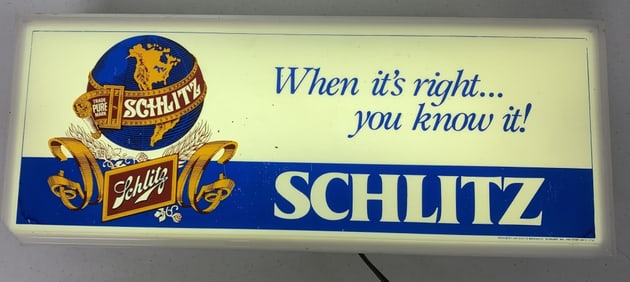 When it's right...
you know it!
TRADE
PURE
MARK
SCHLITZ
Schlitz
SCHLITZ